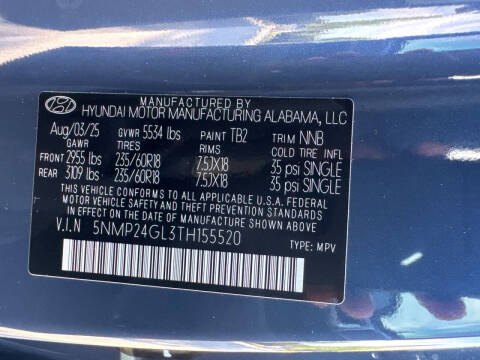 MANUFACTURED BY
HYUNDAI MOTOR MANUFACTURING ALABAMA, LLC
Aug/03/25 GVWR 5534 lbs PAINT TB2 TRIM NNB
GAWR TIRES RIMS COLD TIRE INFL
FRONT 2955 lbs 235/60R18 7.5JX18 35 psi SINGLE
REAR 3109 lbs 235/60R18 7.5JX18 35 psi SINGLE
THIS VEHICLE CONFORMS TO ALL APPLICABLE U.S. FEDERAL
MOTOR VEHICLE SAFETY AND THEFT PREVENTION STANDARDS
IN EFFECT ON THE DATE OF MANUFACTURE SHOWN ABOVE.
V.I.N 5NMP24GL3TH155520
TYPE: MPV